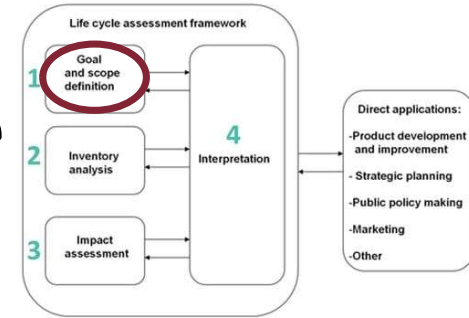 Life cycle assessment framework
1
Goal
and scope
definition
2
Inventory
analysis
3
Impact
assessment
4
Interpretation
Direct applications:
-Product development
and improvement
- Strategic planning
-Public policy making
-Marketing
-Other